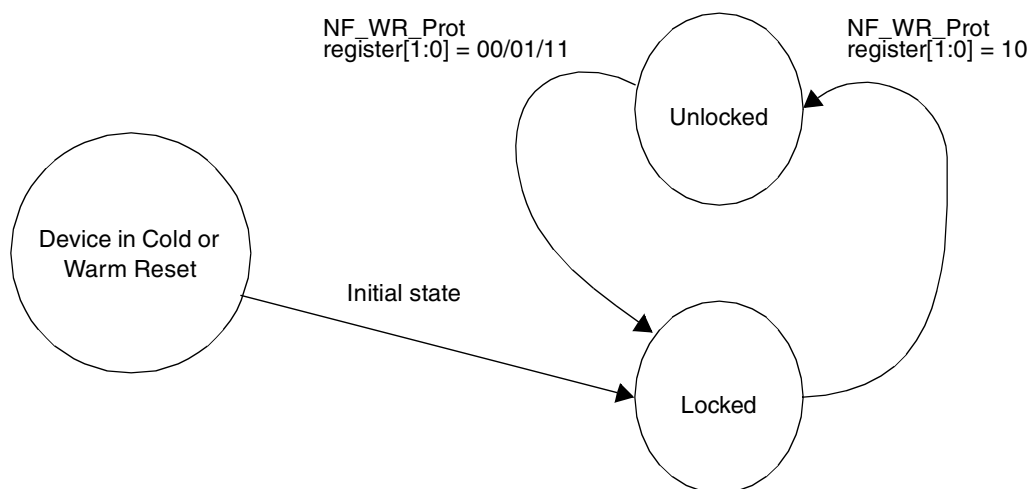 NF_WR_Prot
register[1:0] = 00/01/11
NF_WR_Prot
register[1:0] = 10
Unlocked
Device in Cold or
Warm Reset
Initial state
Locked